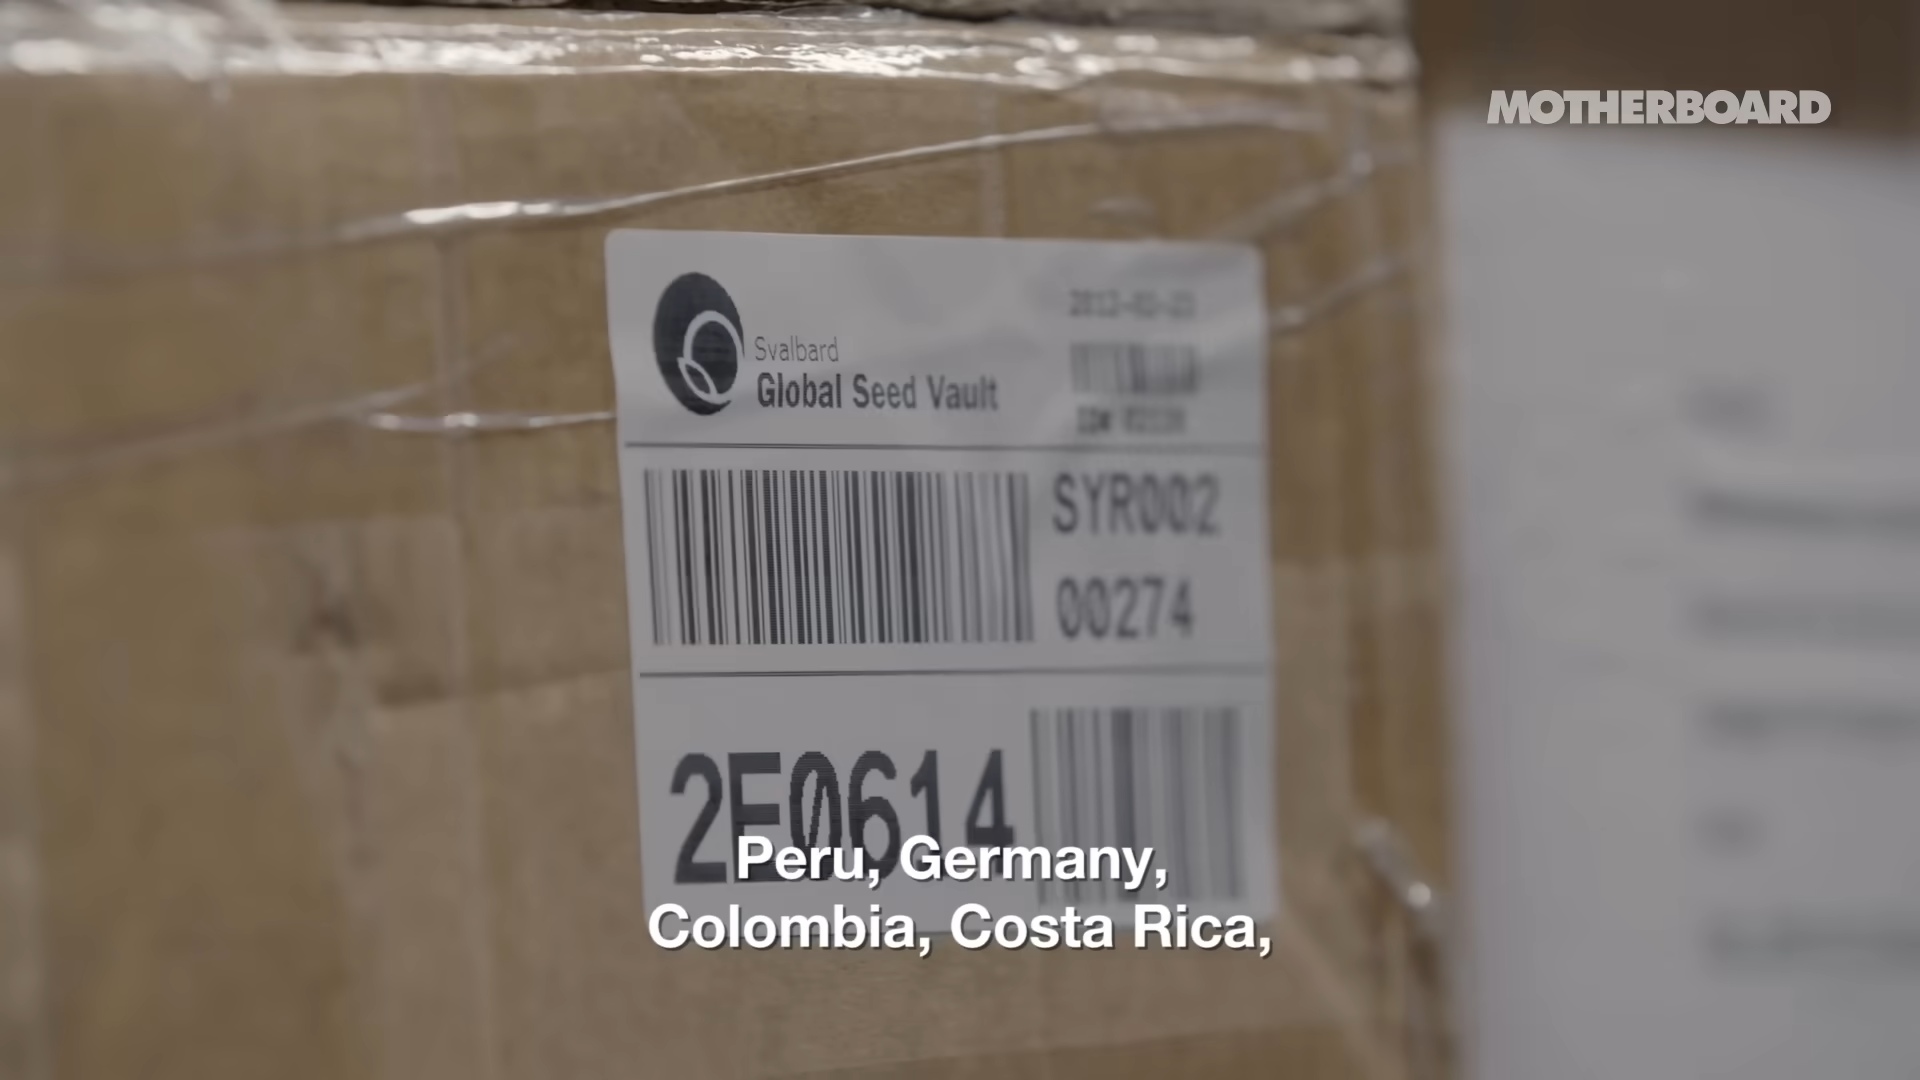 MOTHERBOARD
Svalbard
Global Seed Vault
SYR002
00274
2E0614
Peru, Germany,
Colombia, Costa Rica,